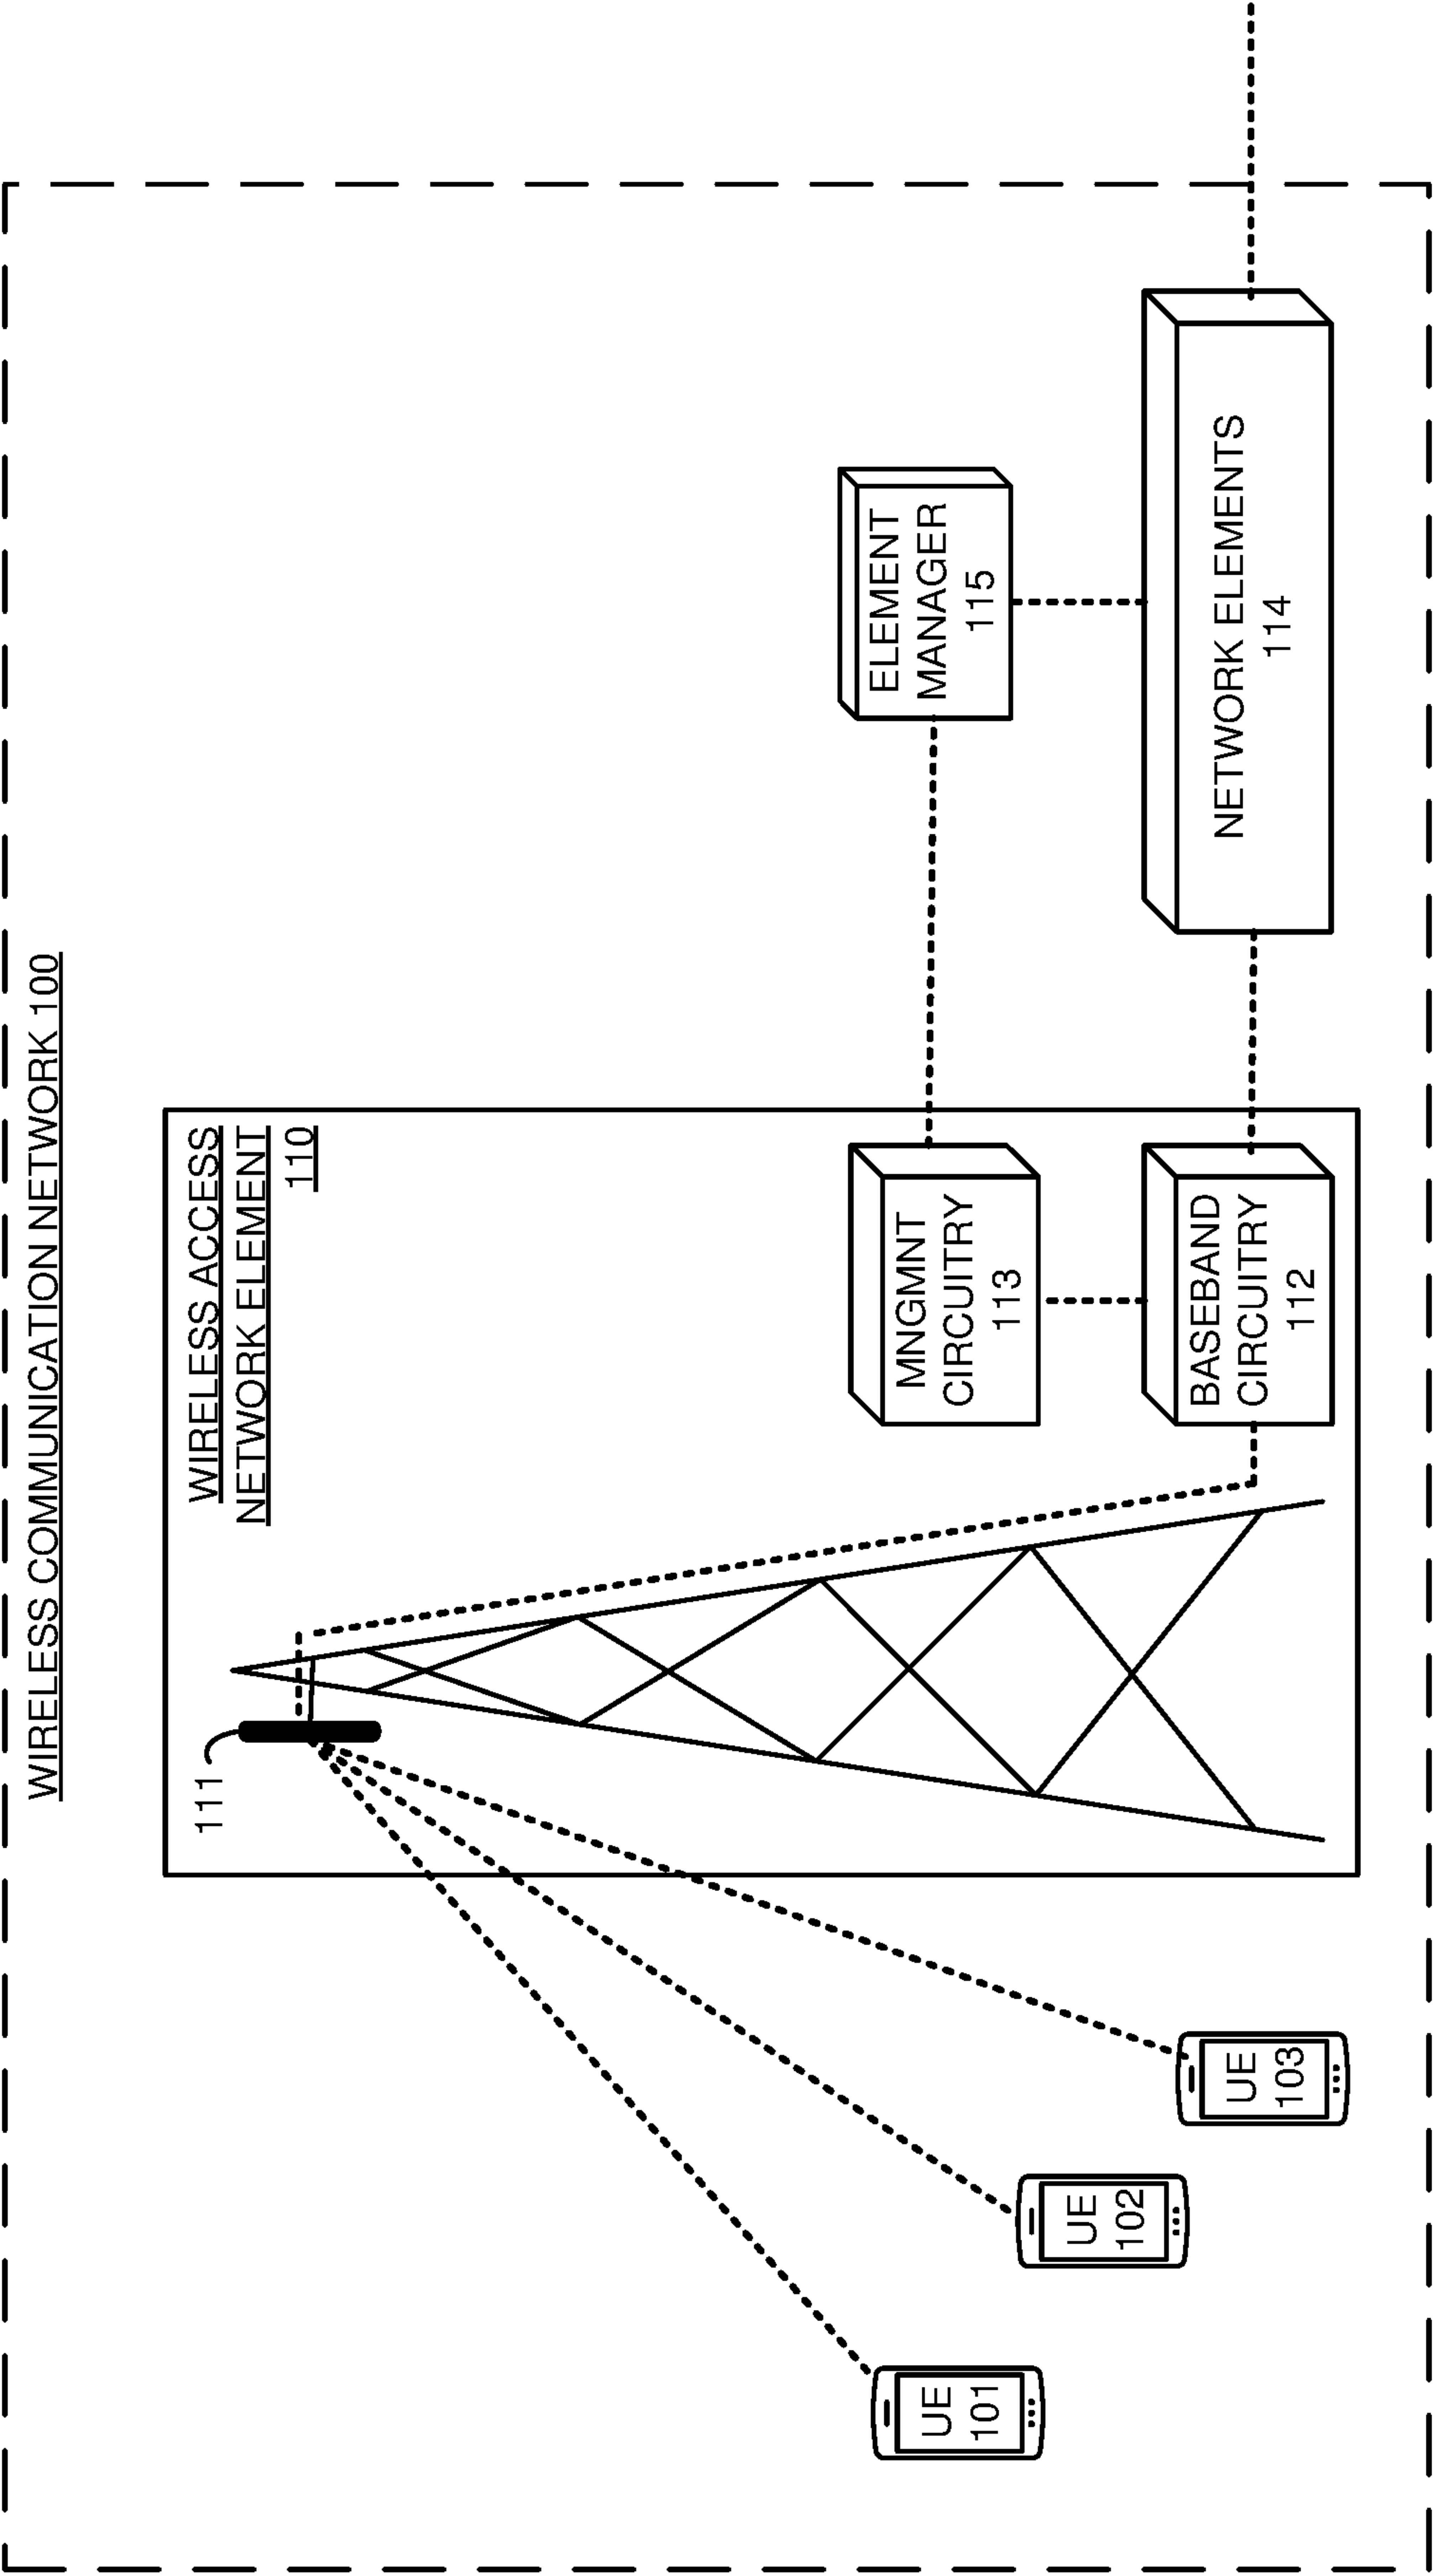 WIRELESS COMMUNICATION NETWORK 100
WIRELESS ACCESS
NETWORK ELEMENT
110
111
MNGMNT
CIRCUITRY
113
ELEMENT
MANAGER
115
BASEBAND
CIRCUITRY
112
NETWORK ELEMENTS
114
UE
101
UE
102
UE
103